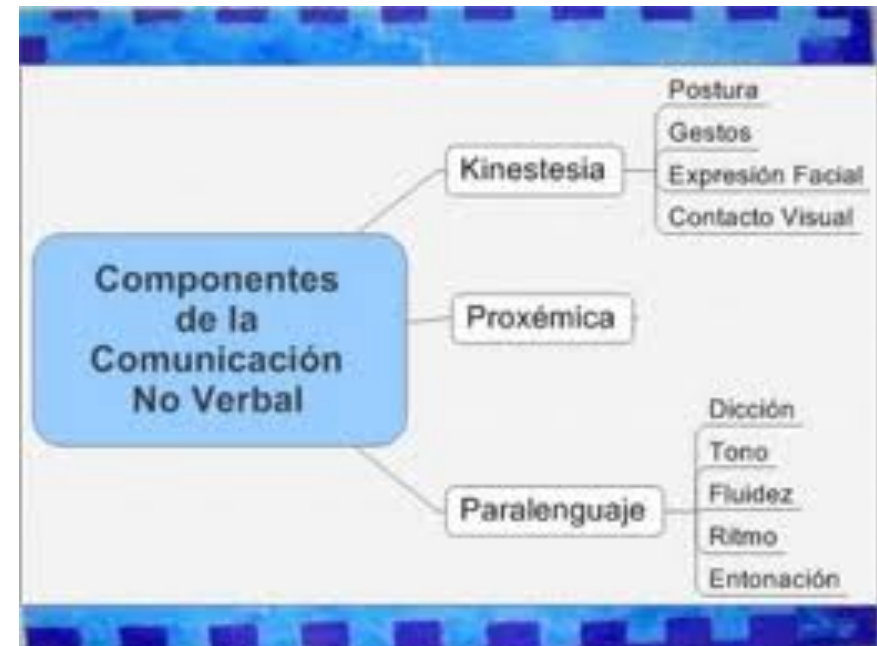 Componentes
de la
Comunicación
No Verbal
Kinestesia
Postura
Gestos
Expresión Facial
Contacto Visual
Proxémica
Paralenguaje
Dicción
Tono
Fluidez
Ritmo
Entonación